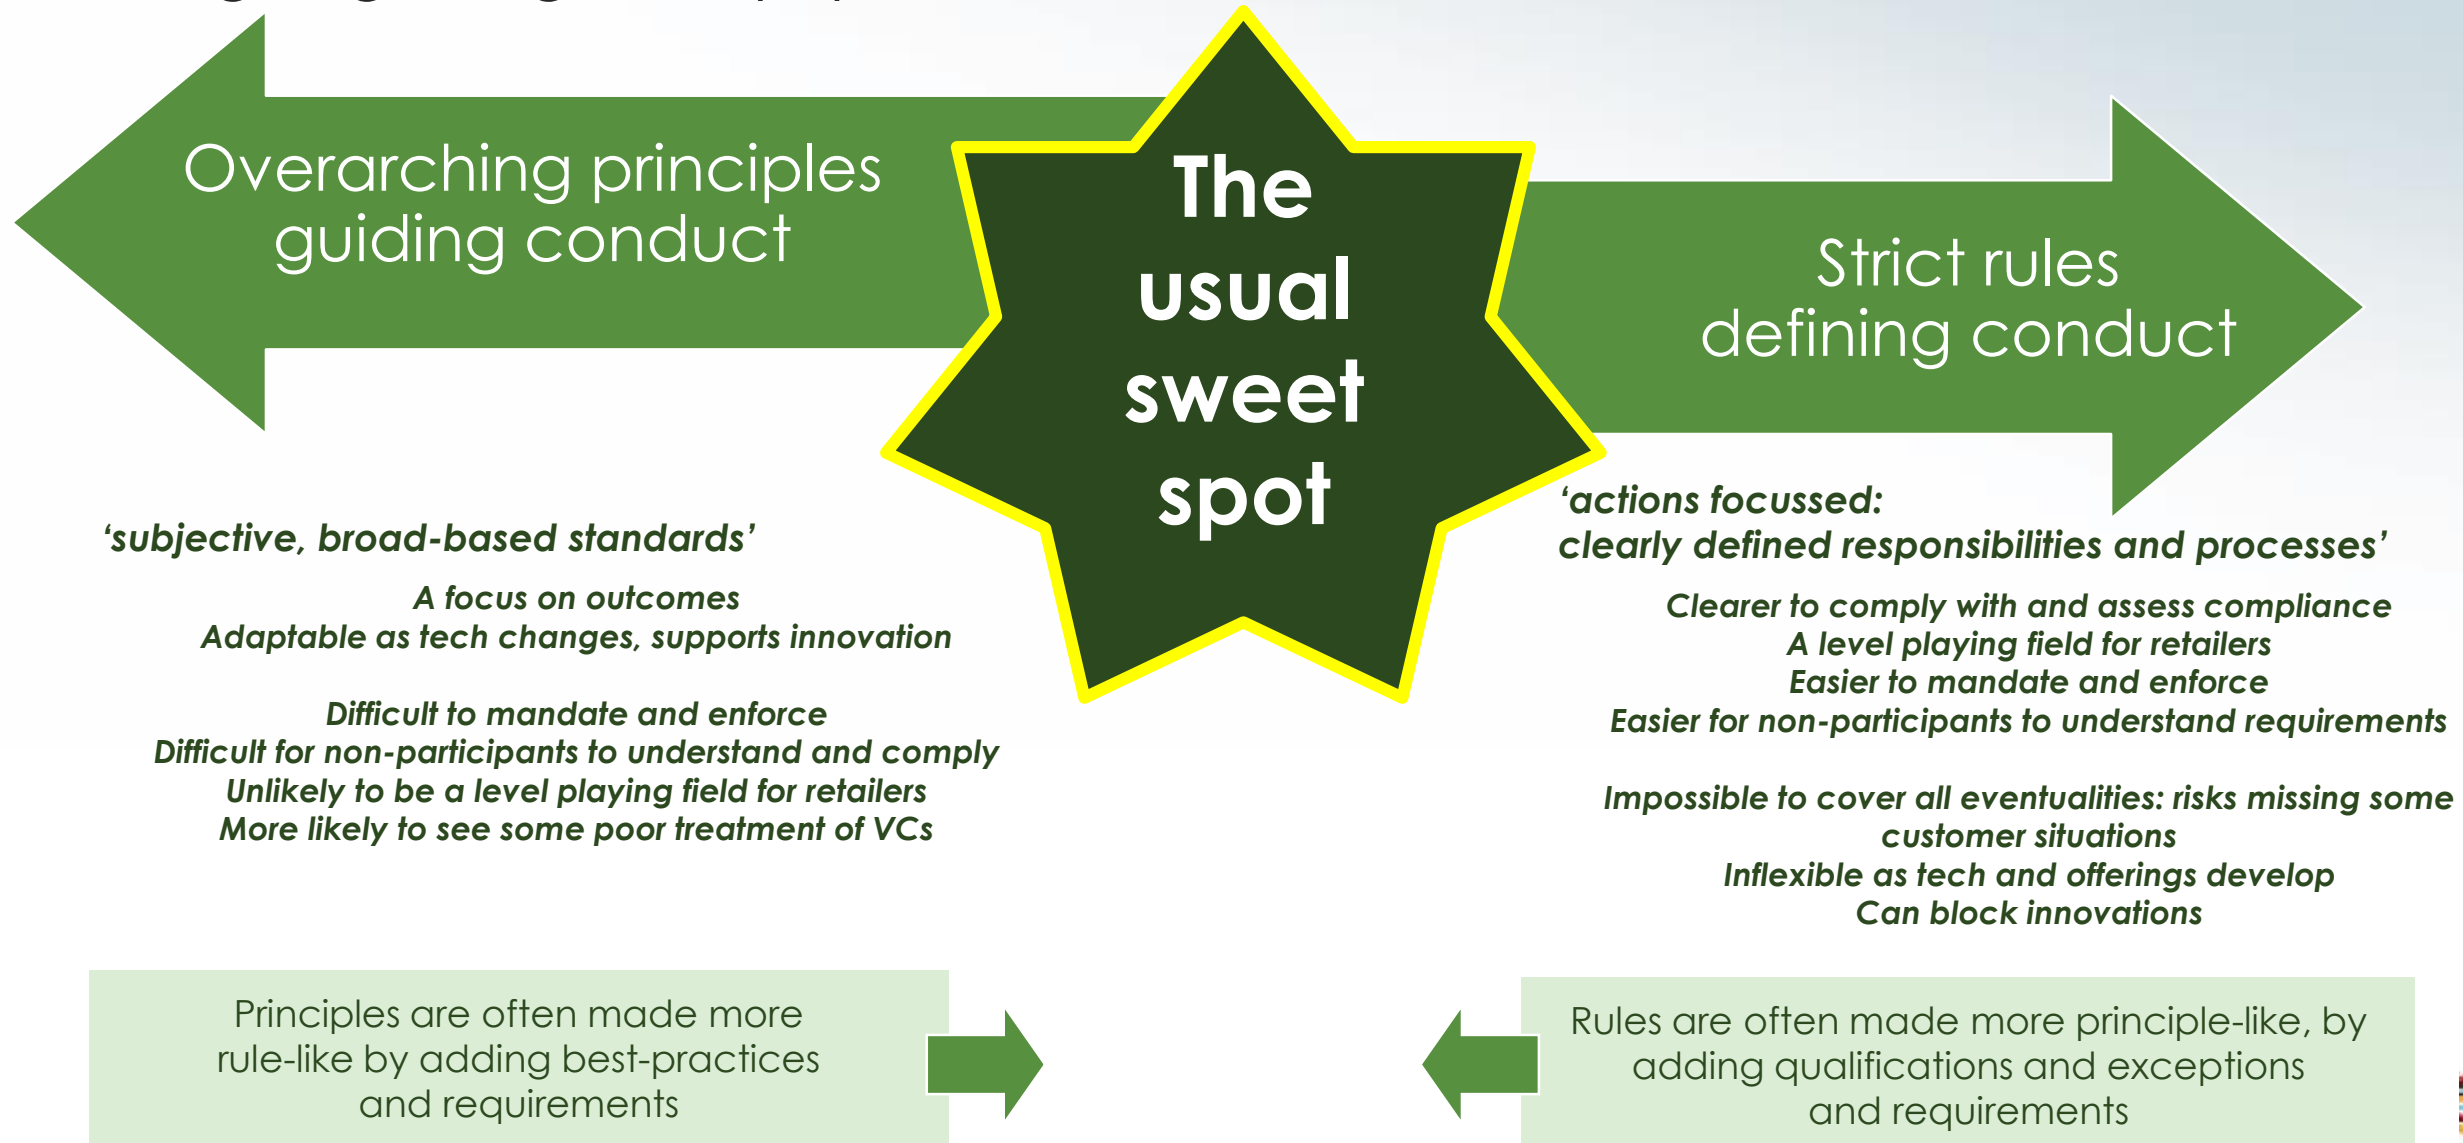 Overarching principles
guiding conduct
The
usual
sweet
spot
Strict rules
defining conduct
‘subjective, broad-based standards’
A focus on outcomes
Adaptable as tech changes, supports innovation
Difficult to mandate and enforce
Difficult for non-participants to understand and comply
Unlikely to be a level playing field for retailers
More likely to see some poor treatment of VCs
‘actions focussed:
clearly defined responsibilities and processes’
Clearer to comply with and assess compliance
A level playing field for retailers
Easier to mandate and enforce
Easier for non-participants to understand requirements
Impossible to cover all eventualities: risks missing some
customer situations
Inflexible as tech and offerings develop
Can block innovations
Principles are often made more
rule-like by adding best-practices
and requirements
Rules are often made more principle-like, by
adding qualifications and exceptions
and requirements